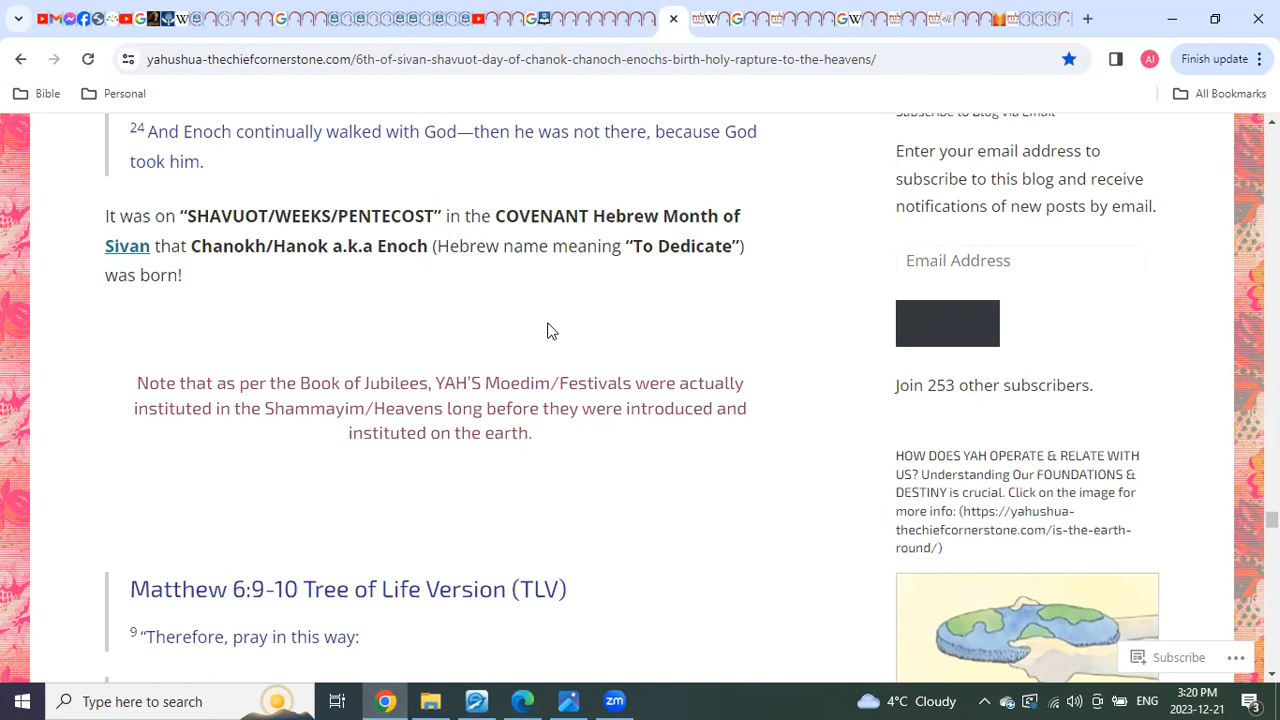 yahushua-thechiefcornerstone.com/6th-of-sivan-shavuot-day-of-chanok-chanoch-enochs-birth-holy-rapture-to-the-heavens/
AI
Finish update
Bible
Personal
All Bookmarks
24 And Enoch continually walked with God—then he was not there, because God
took him.
It was on “SHAVUOT/WEEKS/PENTECOST” in the COVENANT Hebrew Month of
Sivan that Chanokh/Hanok a.k.a Enoch (Hebrew name meaning “To Dedicate”)
was born!
Note that as per the Book of Jubilees, YAH'S Moedim/Festivals were actually
instituted in the Shammayim/Heavens long before they were introduced and
instituted on the earth.
Matthew 6:9-10 Tree of Life Version (TLV)
9 “Therefore, pray in this way:
Subscribe to Blog via Email
Enter your email address to
subscribe to this blog and receive
notifications of new posts by email.
Email Address
Join 253 other subscribers.
HOW DOES YAH OPERATE & RELATE WITH
US? Understanding Our FOUNDATIONS &
DESTINY is crucial. Click on the image for
more info: (https://yahushua-
thechiefcornerstone.com/is-the-earth-
round/)
Subscribe
Type here to search
zm
4°C Cloudy
ENG
3:20 PM
2023-12-21
3